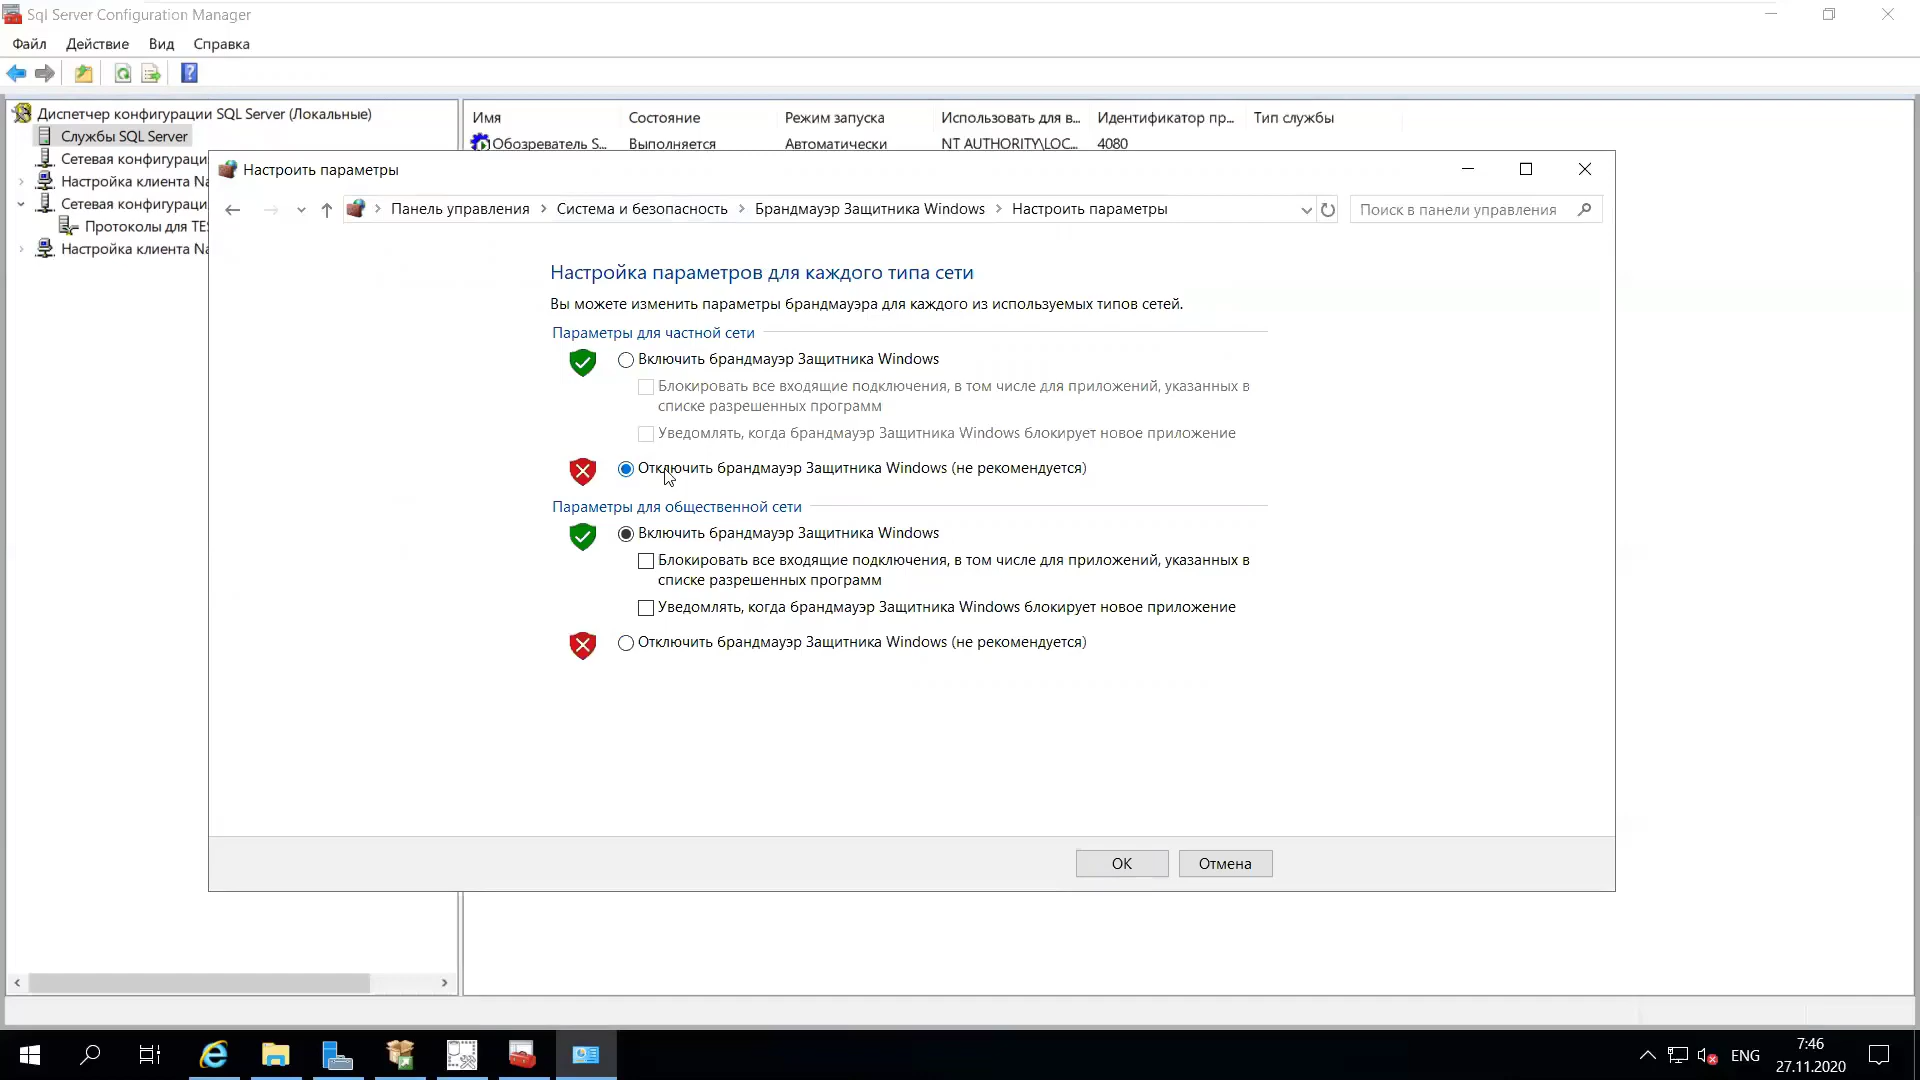 Sql Server Configuration Manager
Файл Действие Вид Справка
Диспетчер конфигурации SQL Server (Локальные)
Службы SQL Server
Сетевая конфигураци
Настройка клиента Na
Сетевая конфигураци
Протоколы для TES
Настройка клиента Na
Имя Состояние Режим запуска Использовать для в... Идентификатор пр... Тип службы
Обозреватель S... Выполняется Автоматически NT AUTHORITY\LOC... 4080
Настроить параметры
Панель управления Система и безопасность Брандмауэр Защитника Windows Настроить параметры
Поиск в панели управления
Настройка параметров для каждого типа сети
Вы можете изменить параметры брандмауэра для каждого из используемых типов сетей.
Параметры для частной сети
Включить брандмауэр Защитника Windows
Блокировать все входящие подключения, в том числе для приложений, указанных в
списке разрешенных программ
Уведомлять, когда брандмауэр Защитника Windows блокирует новое приложение
Отключить брандмауэр Защитника Windows (не рекомендуется)
Параметры для общественной сети
Включить брандмауэр Защитника Windows
Блокировать все входящие подключения, в том числе для приложений, указанных в
списке разрешенных программ
Уведомлять, когда брандмауэр Защитника Windows блокирует новое приложение
Отключить брандмауэр Защитника Windows (не рекомендуется)
OK Отмена
ENG
7:46
27.11.2020